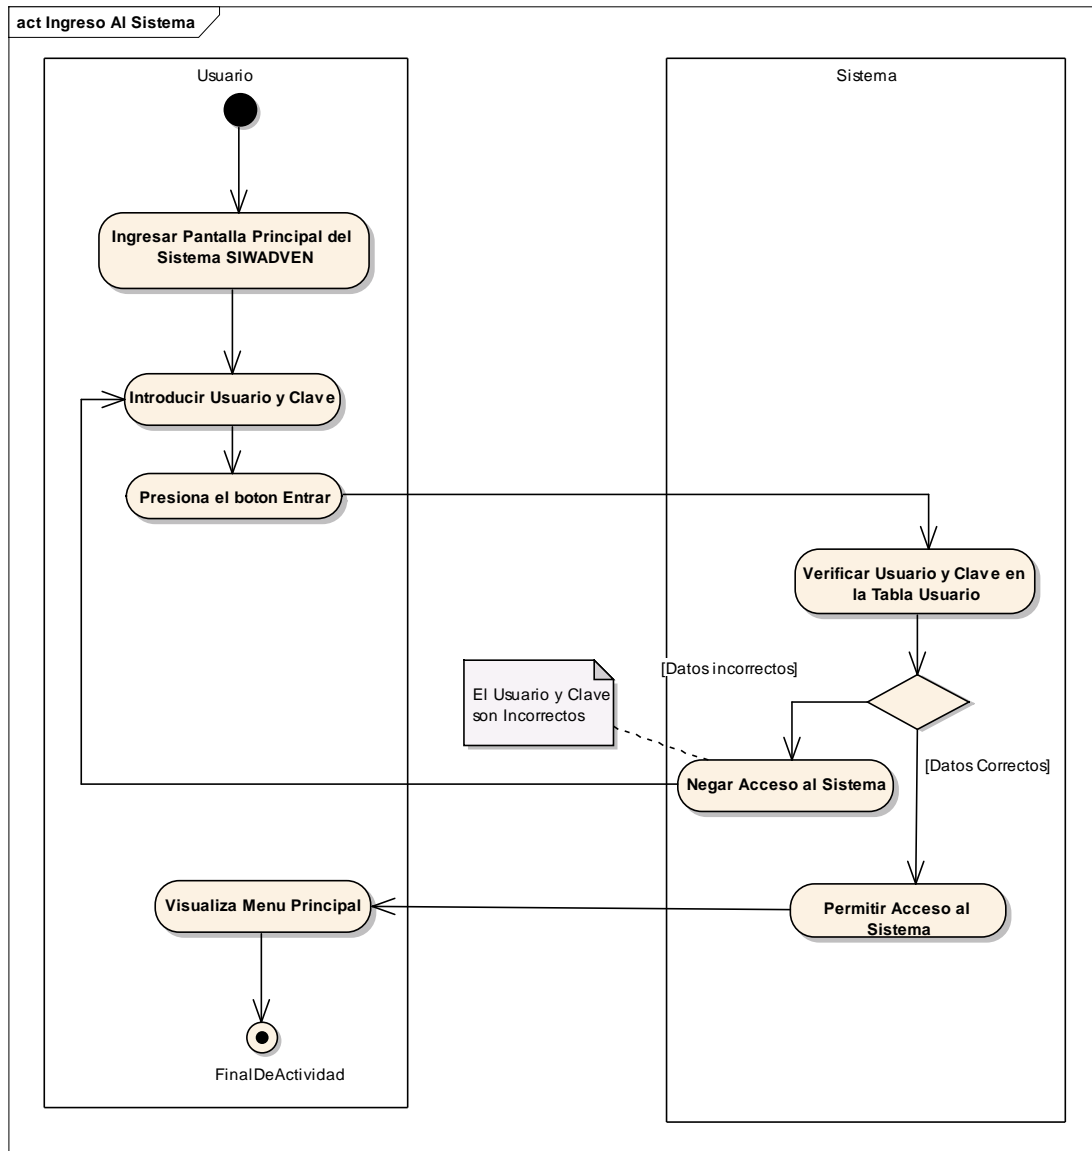 act Ingreso Al Sistema
Usuario
Sistema
Ingresar Pantalla Principal del
Sistema SIWADVEN
Introducir Usuario y Clave
Presiona el boton Entrar
Verificar Usuario y Clave en
la Tabla Usuario
[Datos incorrectos]
El Usuario y Clave
son Incorrectos
[Datos Correctos]
Negar Acceso al Sistema
Visualiza Menu Principal
Permitir Acceso al
Sistema
FinalDeActividad